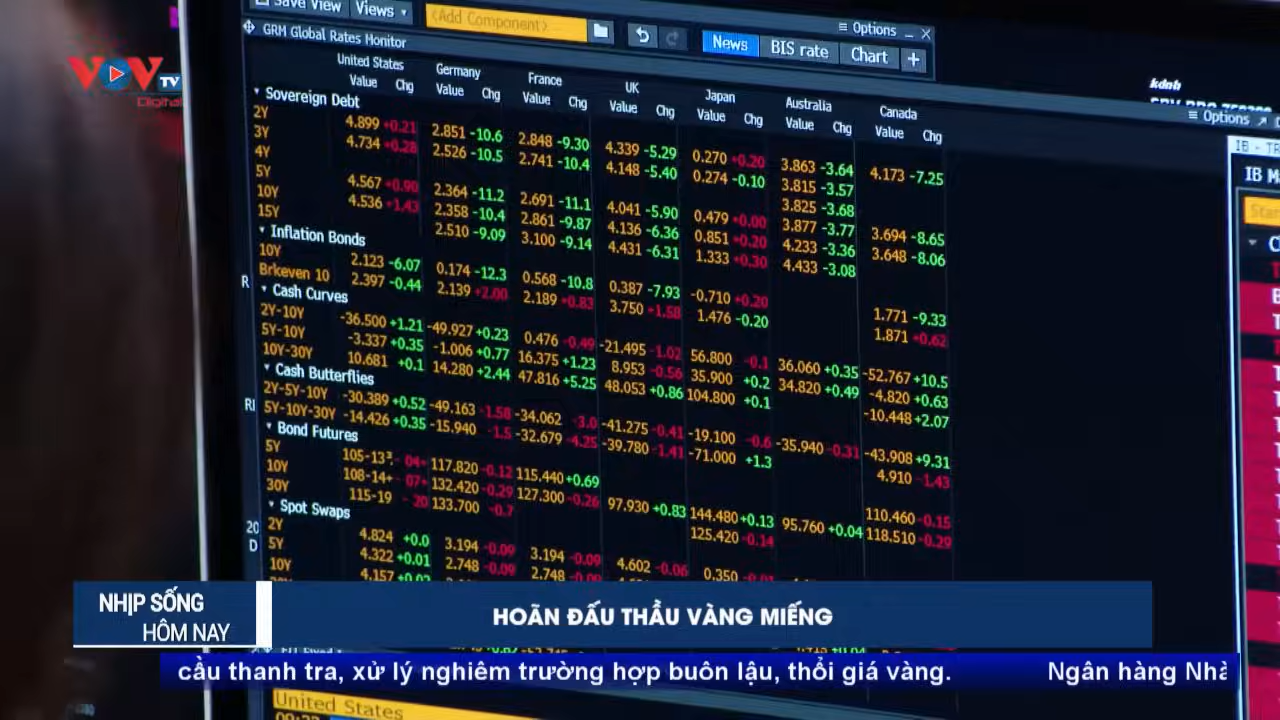 Save View Views <Add Component>
GRM Global Rates Monitor Options
News BIS rate Chart +
VOV TV Digital
United States Germany France UK Japan Australia Canada
Value Chg Value Chg Value Chg Value Chg Value Chg Value Chg Value Chg
Sovereign Debt
2Y 4.899 +0.21 2.851 -10.6 2.848 -9.30 4.339 -5.29 0.270 +0.20 3.863 -3.64 4.173 -7.25
3Y 4.734 +0.28 2.526 -10.5 2.741 -10.4 4.148 -5.40 0.274 -0.10 3.815 -3.57
4Y 3.825 -3.68
5Y 4.567 +0.90 2.364 -11.2 2.691 -11.1 4.041 -5.90 0.479 +0.00 3.877 -3.77 3.694 -8.65
10Y 4.536 +1.43 2.358 -10.4 2.861 -9.87 4.136 -6.36 0.851 +0.20 4.233 -3.36 3.648 -8.06
15Y 2.510 -9.09 3.100 -9.14 4.431 -6.31 1.333 +0.30 4.433 -3.08
Inflation Bonds
10Y 2.123 -6.07 0.174 -12.3 0.568 -10.8 0.387 -7.93 -0.710 +0.20 1.771 -9.33
Brkeven 10 2.397 -0.44 2.139 +2.00 2.189 +0.83 3.750 +1.58 1.476 -0.20 1.871 +0.62
Cash Curves
2Y-10Y -36.500 +1.21 -49.927 +0.23 0.476 -0.49 -21.495 -1.02 56.800 -0.1 36.060 +0.35 -52.767 +10.5
5Y-10Y -3.337 +0.35 -1.006 +0.77 16.375 +1.23 8.953 -0.56 35.900 +0.2 34.820 +0.49 -4.820 +0.63
10Y-30Y 10.681 +0.1 14.280 +2.44 47.816 +5.25 48.053 +0.86 104.800 +0.1 -10.448 +2.07
Cash Butterflies
2Y-5Y-10Y -30.389 +0.52 -49.163 -1.58 -34.062 -3.0 -41.275 -0.41 -19.100 -0.6 -35.940 -0.31 -43.908 +9.31
5Y-10Y-30Y -14.426 +0.35 -15.940 -1.5 -32.679 -4.25 -39.780 -1.41 -71.000 +1.3 4.910 -1.43
Bond Futures
5Y 105-13 04+ 117.820 -0.12 115.440 +0.69 97.930 +0.83 144.480 +0.13 95.760 +0.04 110.460 -0.15
10Y 108-14+ 07+ 132.420 -0.29 127.300 -0.26 125.420 -0.14 118.510 -0.29
30Y 115-19 20 133.700 -0.7
Spot Swaps
2Y 4.824 +0.0 3.194 -0.09 3.194 -0.09 4.602 -0.06 0.350
5Y 4.322 +0.01 2.748 -0.09 2.748
10Y 4.157
kdnh
Options
NHỊP SỐNG
HÔM NAY
HOÃN ĐẤU THẦU VÀNG MIẾNG
cầu thanh tra, xử lý nghiêm trường hợp buôn lậu, thổi giá vàng. Ngân hàng Nhà
United States